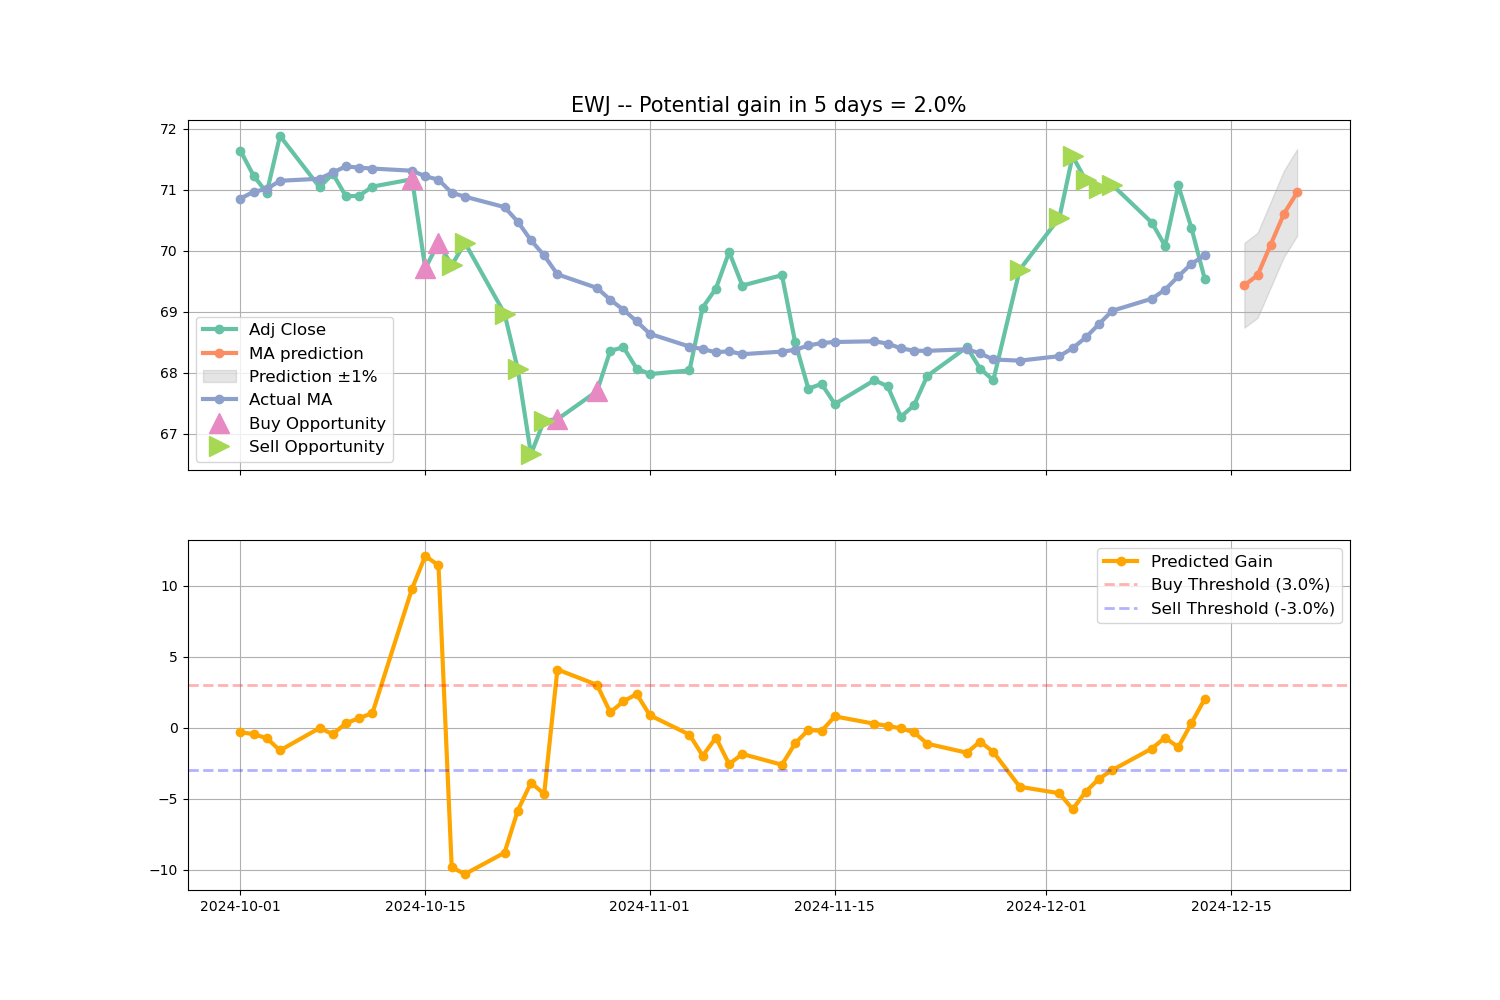 EWJ -- Potential gain in 5 days = 2.0%
72
71
70
69
68
67
Adj Close
MA prediction
Prediction ±1%
Actual MA
Buy Opportunity
Sell Opportunity
10
5
0
−5
−10
Predicted Gain
Buy Threshold (3.0%)
Sell Threshold (-3.0%)
2024-10-01
2024-10-15
2024-11-01
2024-11-15
2024-12-01
2024-12-15